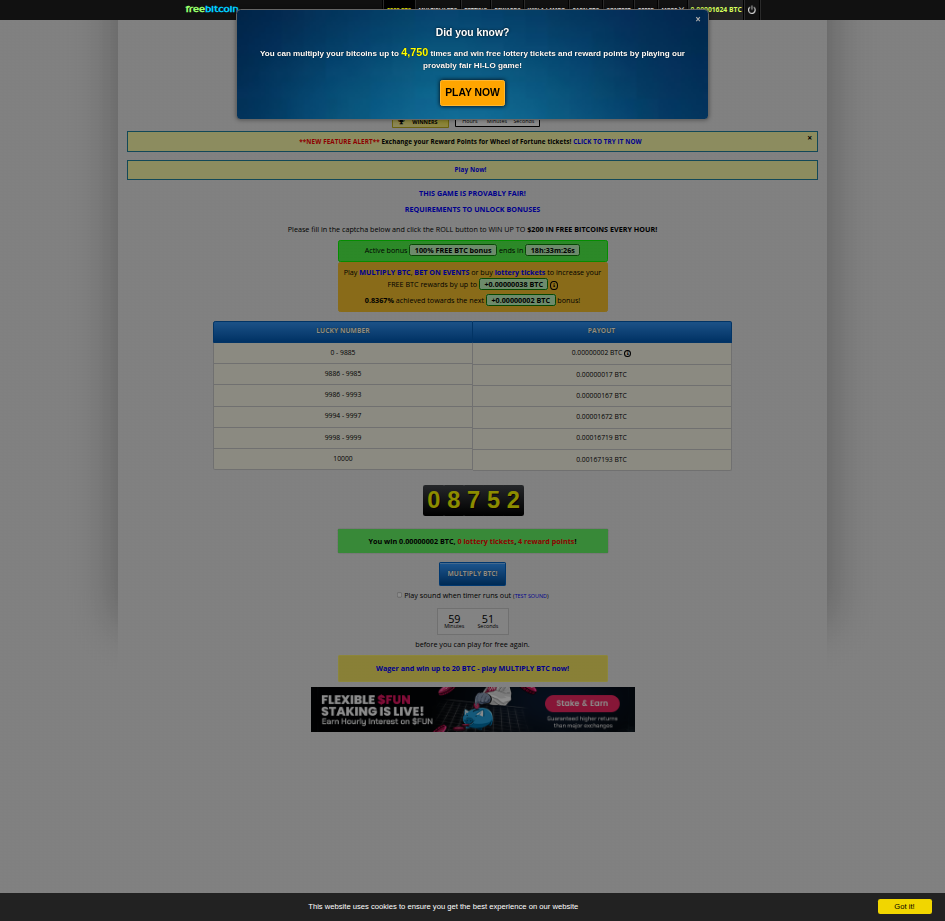 freebitcoin
0.00001624 BTC
×
Did you know?
You can multiply your bitcoins up to 4,750 times and win free lottery tickets and reward points by playing our
provably fair HI-LO game!
PLAY NOW
WINNERS
Hours Minutes Seconds
**NEW FEATURE ALERT** Exchange your Reward Points for Wheel of Fortune tickets! CLICK TO TRY IT NOW
×
Play Now!
THIS GAME IS PROVABLY FAIR!
REQUIREMENTS TO UNLOCK BONUSES
Please fill in the captcha below and click the ROLL button to WIN UP TO $200 IN FREE BITCOINS EVERY HOUR!
Active bonus 100% FREE BTC bonus ends in 18h:33m:26s
Play MULTIPLY BTC, BET ON EVENTS or buy lottery tickets to increase your
FREE BTC rewards by up to +0.00000038 BTC
0.8367% achieved towards the next +0.00000002 BTC bonus!
LUCKY NUMBER PAYOUT
0 - 9885 0.00000002 BTC
9886 - 9985 0.00000017 BTC
9986 - 9993 0.00000167 BTC
9994 - 9997 0.00001672 BTC
9998 - 9999 0.00016719 BTC
10000 0.00167193 BTC
08752
You win 0.00000002 BTC, 0 lottery tickets, 4 reward points!
MULTIPLY BTC!
Play sound when timer runs out (TEST SOUND)
59 51
Minutes Seconds
before you can play for free again.
Wager and win up to 20 BTC - play MULTIPLY BTC now!
FLEXIBLE $FUN
STAKING IS LIVE!
Earn Hourly Interest on $FUN
Stake & Earn
Guaranteed higher returns
than major exchanges
This website uses cookies to ensure you get the best experience on our website
Got it!